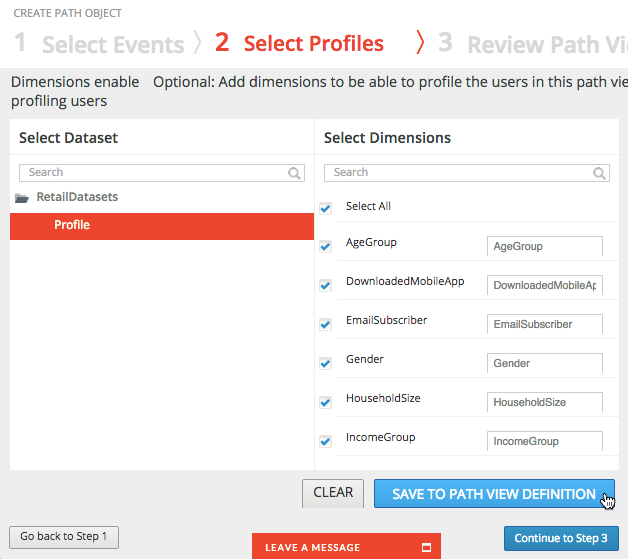 CREATE PATH OBJECT
1 Select Events 2 Select Profiles 3 Review Path Vi
Dimensions enable Optional: Add dimensions to be able to profile the users in this path vie
profiling users
Select Dataset Select Dimensions
Search Search
RetailDatasets Select All
Profile
AgeGroup AgeGroup
DownloadedMobileApp DownloadedMobileAp
EmailSubscriber EmailSubscriber
Gender Gender
HouseholdSize HouseholdSize
IncomeGroup IncomeGroup
CLEAR SAVE TO PATH VIEW DEFINITION
Go back to Step 1 Continue to Step 3
LEAVE A MESSAGE